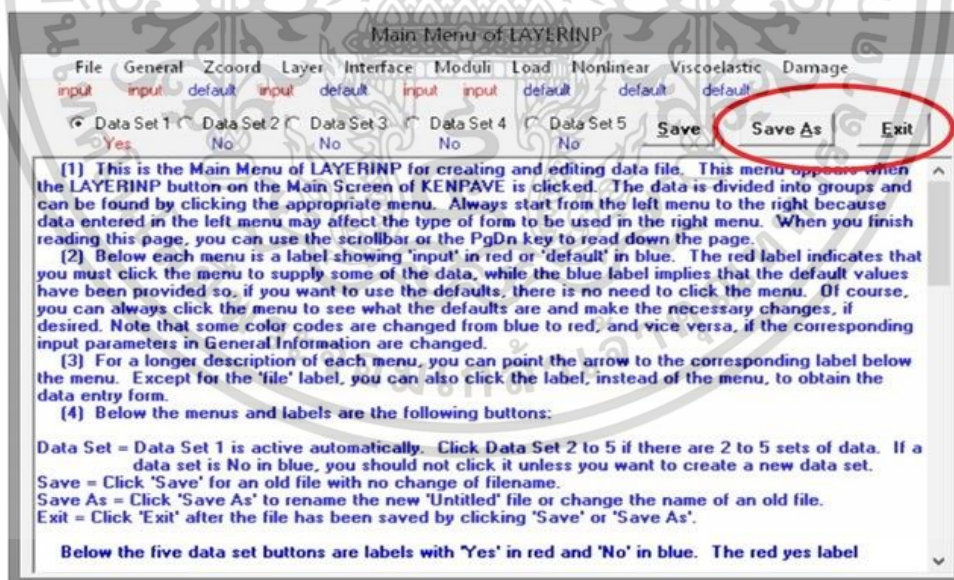 Main Menu of LAYERINP
File General Zcoord Layer Interface Moduli Load Nonlinear Viscoelastic Damage
input input default input default input input default default default
Data Set 1 Data Set 2 Data Set 3 Data Set 4 Data Set 5 Save Save As Exit
Yes No No No No
(1) This is the Main Menu of LAYERINP for creating and editing data file. This menu appears when
the LAYERINP button on the Main Screen of KENPAVE is clicked. The data is divided into groups and
can be found by clicking the appropriate menu. Always start from the left menu to the right because
data entered in the left menu may affect the type of form to be used in the right menu. When you finish
reading this page, you can use the scrollbar or the PgDn key to read down the page.
(2) Below each menu is a label showing 'input' in red or 'default' in blue. The red label indicates that
you must click the menu to supply some of the data, while the blue label implies that the default values
have been provided so, if you want to use the defaults, there is no need to click the menu. Of course,
you can always click the menu to see what the defaults are and make the necessary changes, if
desired. Note that some color codes are changed from blue to red, and vice versa, if the corresponding
input parameters in General Information are changed.
(3) For a longer description of each menu, you can point the arrow to the corresponding label below
the menu. Except for the 'file' label, you can also click the label, instead of the menu, to obtain the
data entry form.
(4) Below the menus and labels are the following buttons:
Data Set = Data Set 1 is active automatically. Click Data Set 2 to 5 if there are 2 to 5 sets of data. If a
data set is No in blue, you should not click it unless you want to create a new data set.
Save = Click 'Save' for an old file with no change of filename.
Save As = Click 'Save As' to rename the new 'Untitled' file or change the name of an old file.
Exit = Click 'Exit' after the file has been saved by clicking 'Save' or 'Save As'.
Below the five data set buttons are labels with 'Yes' in red and 'No' in blue. The red yes label